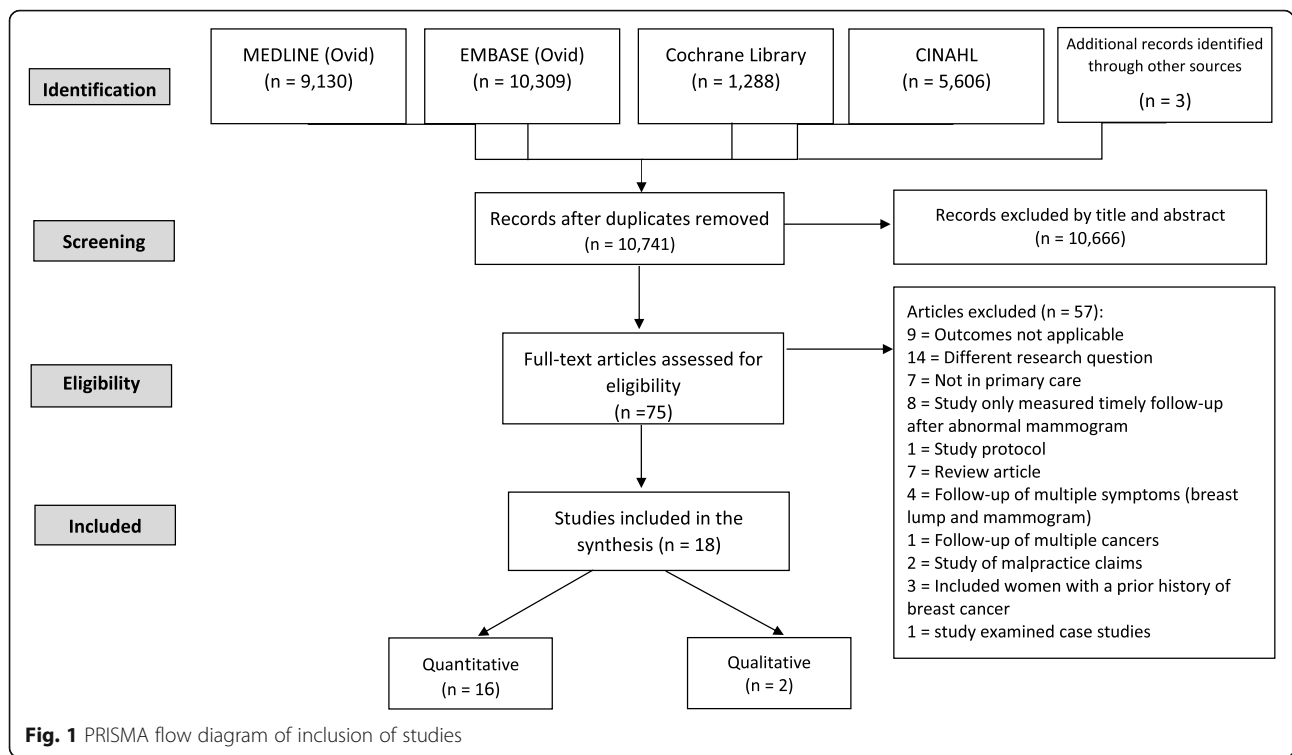 MEDLINE (Ovid)
(n = 9,130)
EMBASE (Ovid)
(n = 10,309)
Cochrane Library
(n = 1,288)
CINAHL
(n = 5,606)
Additional records identified
through other sources
(n = 3)
Identification
Records after duplicates removed
(n = 10,741)
Records excluded by title and abstract
(n = 10,666)
Screening
Full-text articles assessed for
eligibility
(n =75)
Articles excluded (n = 57):
9 = Outcomes not applicable
14 = Different research question
7 = Not in primary care
8 = Study only measured timely follow-up
after abnormal mammogram
1 = Study protocol
7 = Review article
4 = Follow-up of multiple symptoms (breast
lump and mammogram)
1 = Follow-up of multiple cancers
2 = Study of malpractice claims
3 = Included women with a prior history of
breast cancer
1 = study examined case studies
Eligibility
Included
Studies included in the
synthesis (n = 18)
Quantitative
(n = 16)
Qualitative
(n = 2)
Fig. 1 PRISMA flow diagram of inclusion of studies